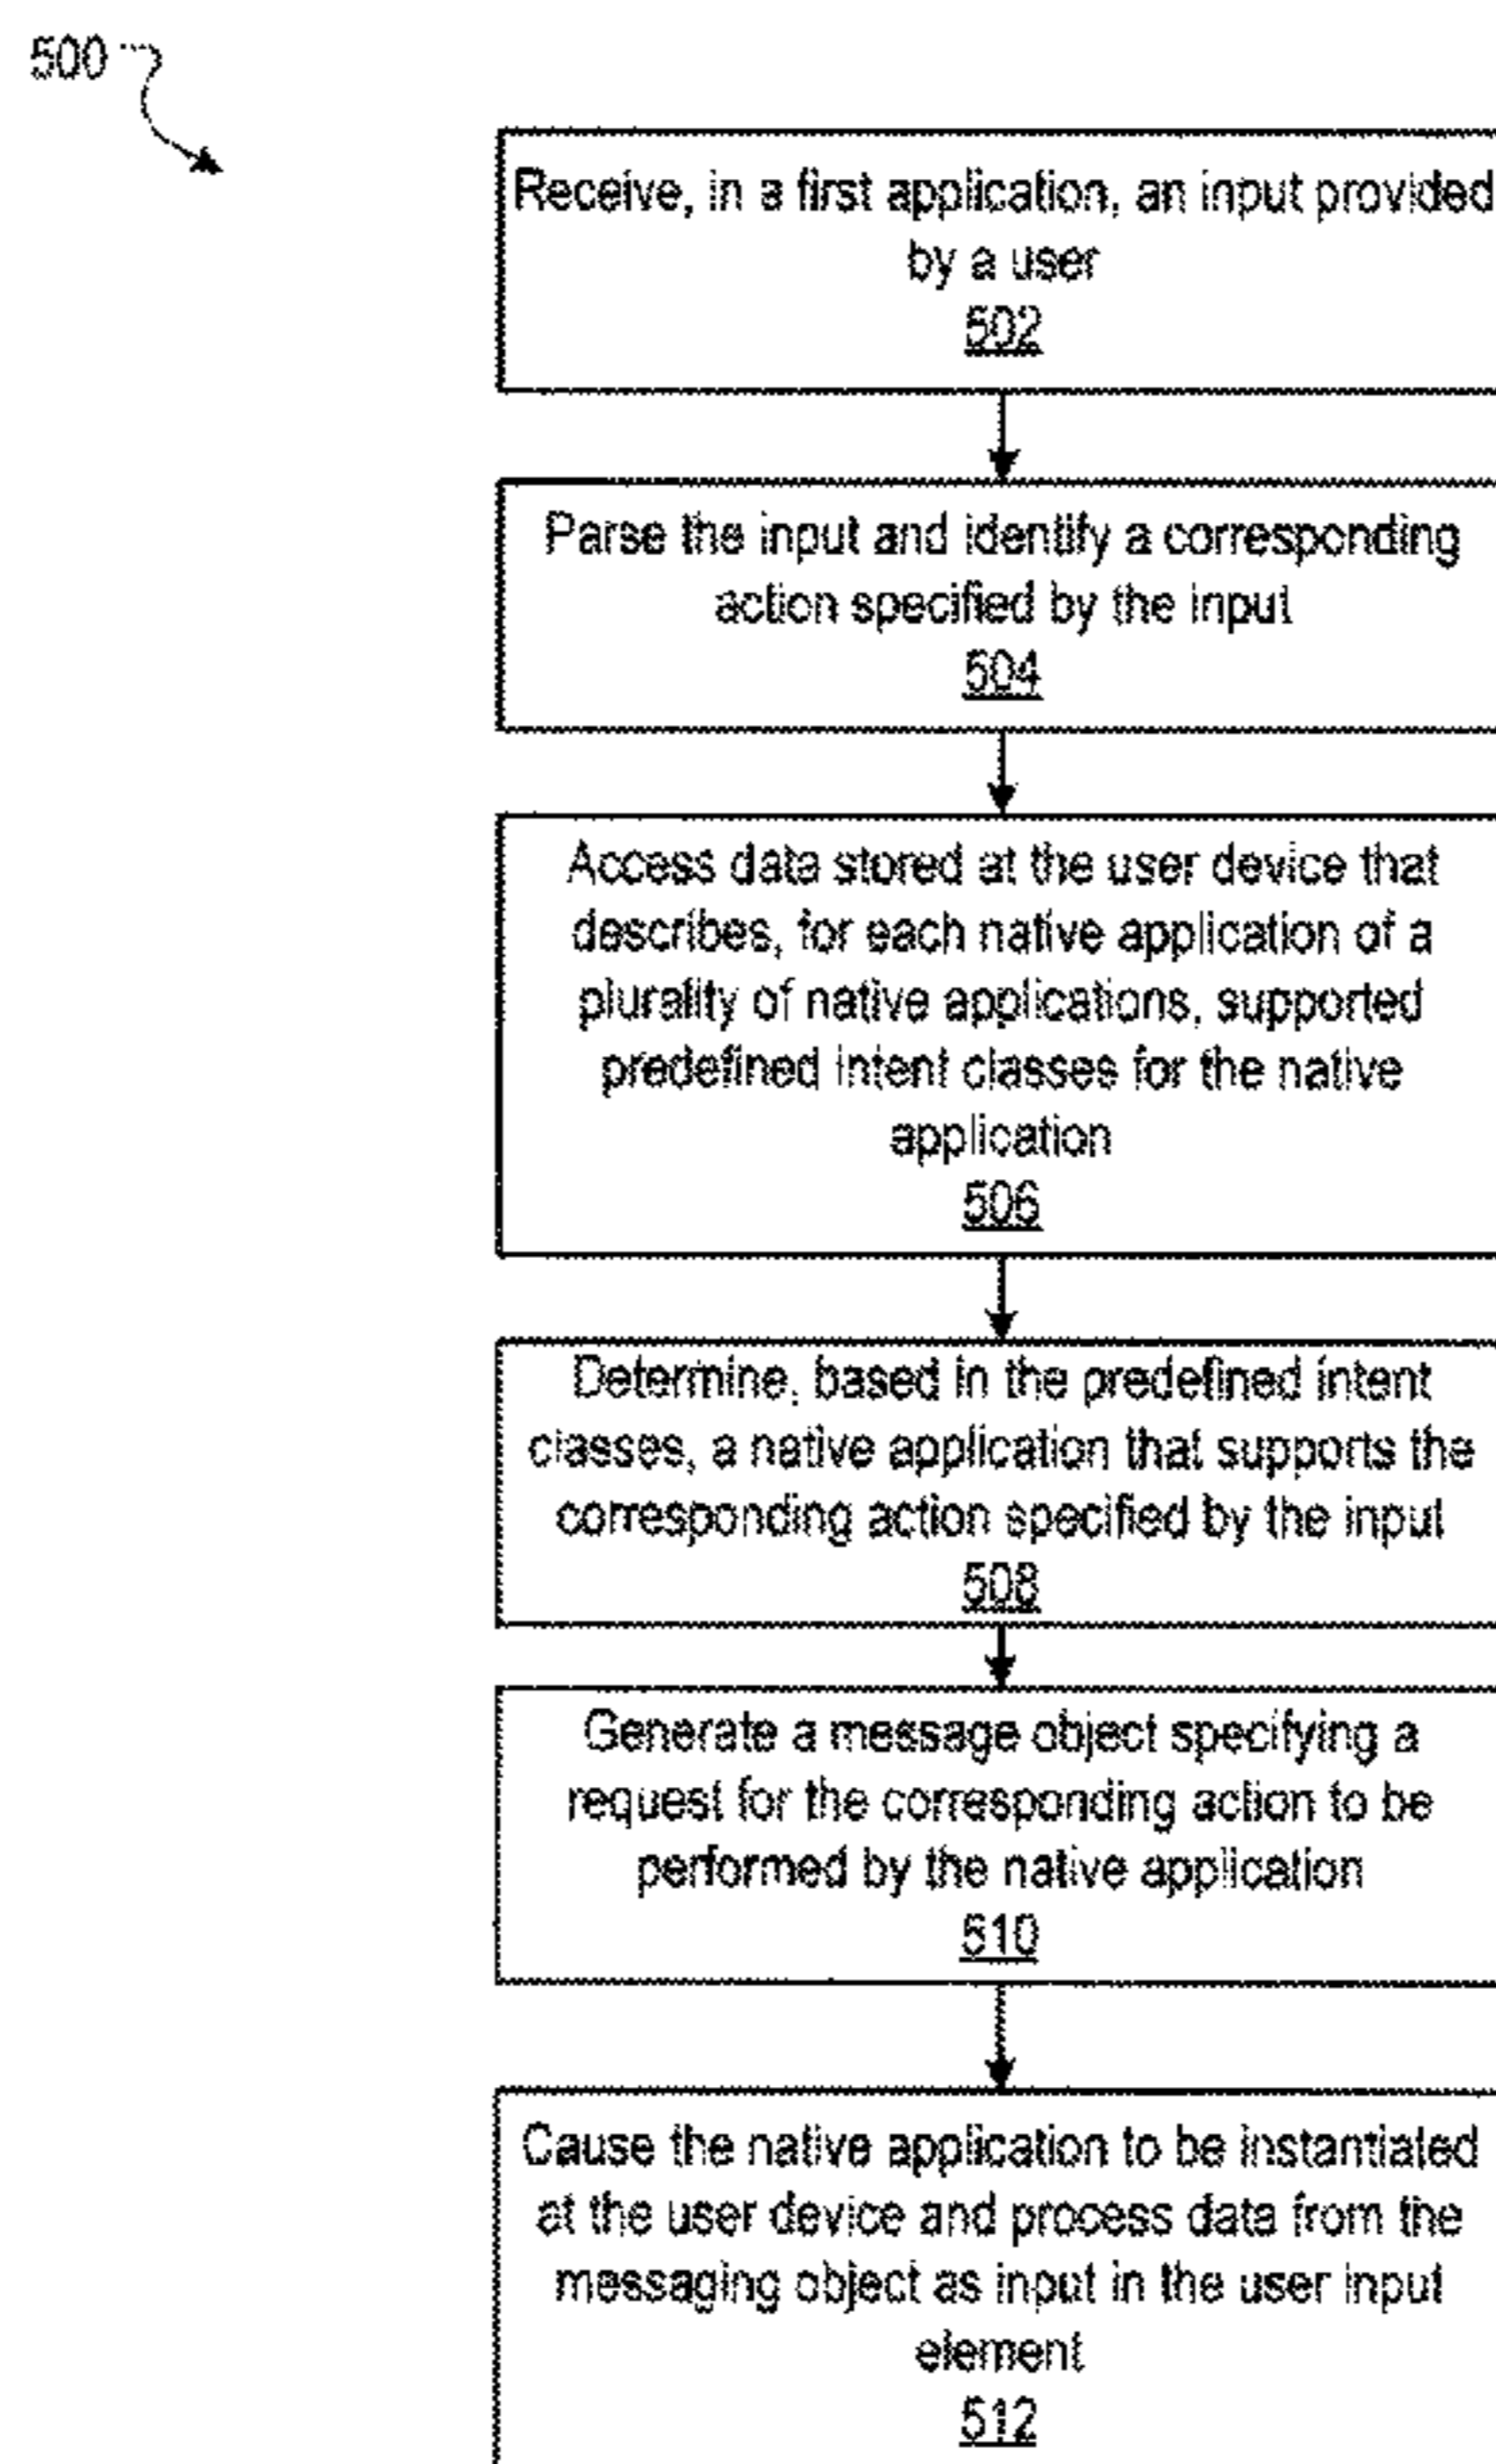 500
Receive, in a first application, an input provided
by a user
502
Parse the input and identify a corresponding
action specified by the input
504
Access data stored at the user device that
describes, for each native application of a
plurality of native applications, supported
predefined intent classes for the native
application
506
Determine, based in the predefined intent
classes, a native application that supports the
corresponding action specified by the input
508
Generate a message object specifying a
request for the corresponding action to be
performed by the native application
510
Cause the native application to be instantiated
at the user device and process data from the
messaging object as input in the user input
element
512